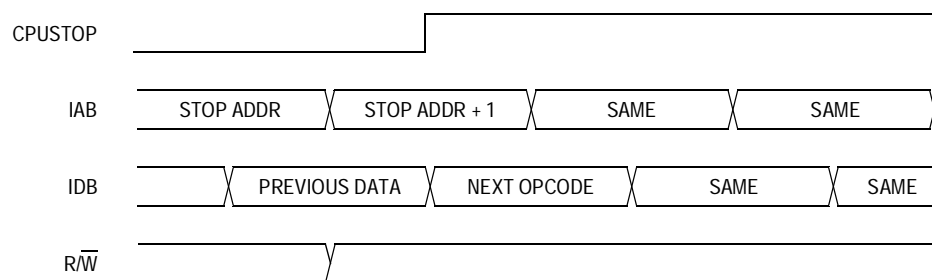 CPUSTOP
IAB STOP ADDR STOP ADDR + 1 SAME SAME
IDB PREVIOUS DATA NEXT OPCODE SAME SAME
R/W̅